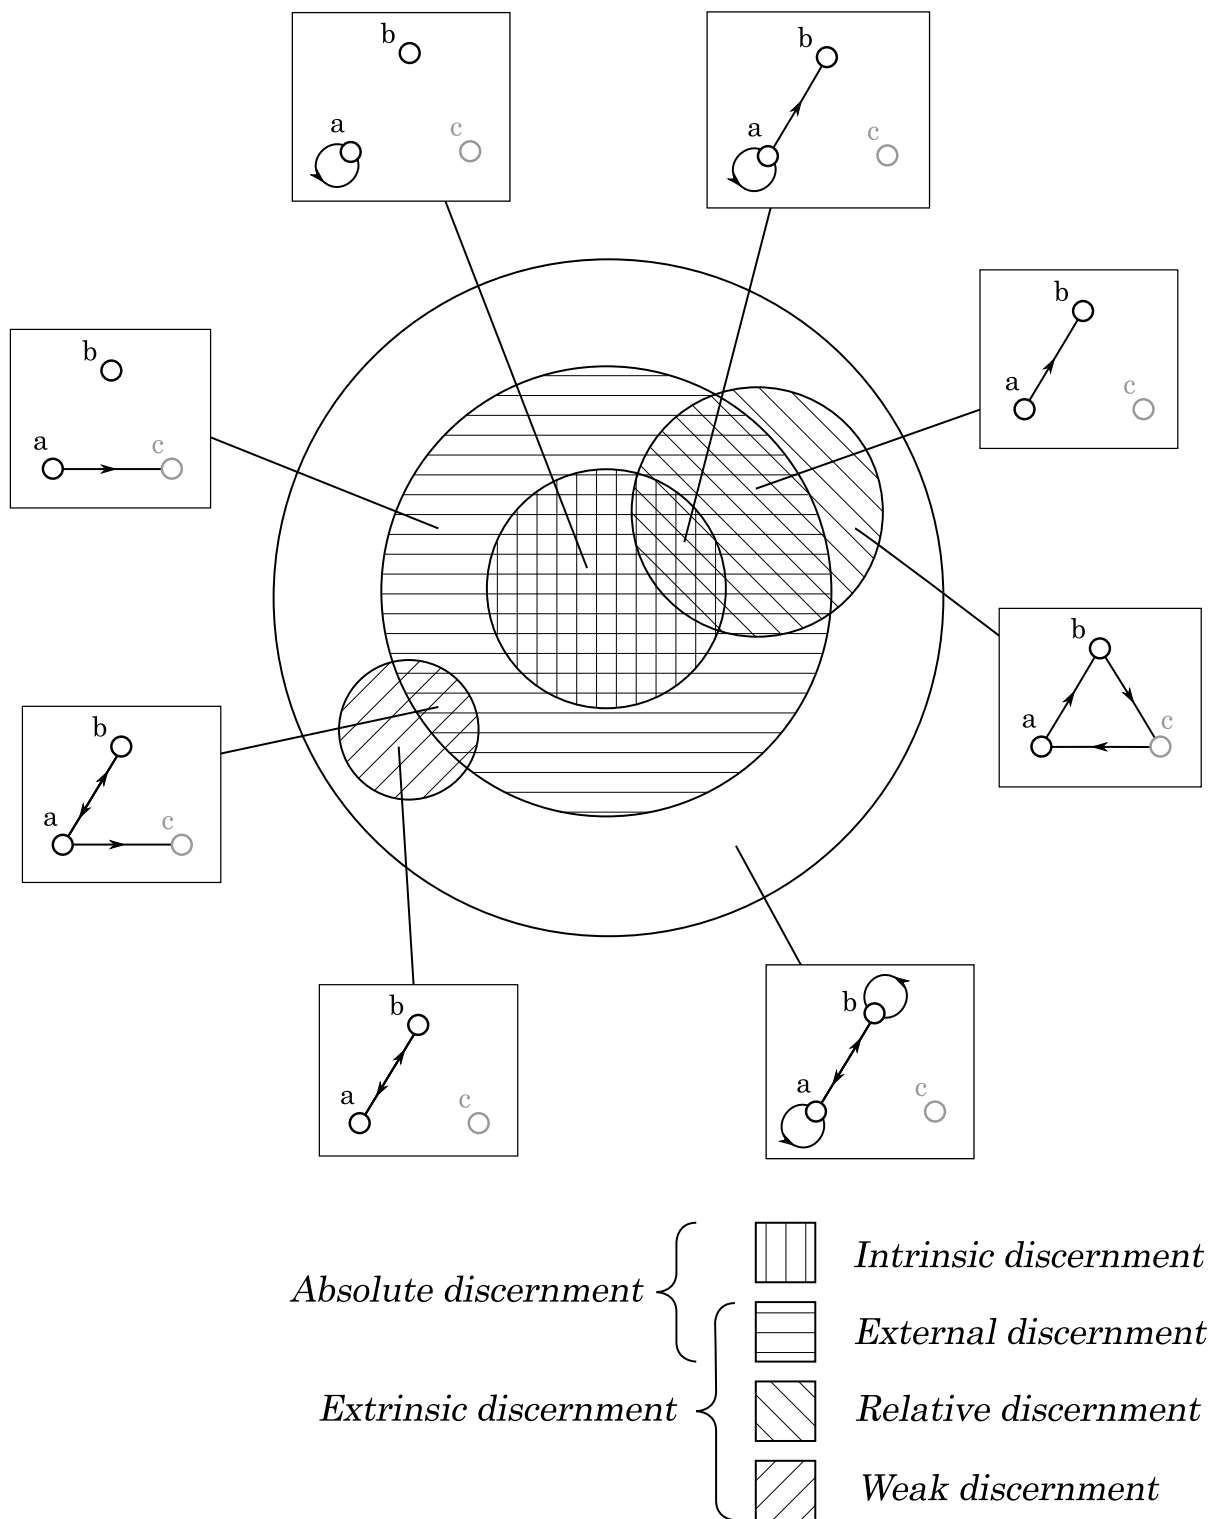 b
a
c
b
a
c
b
a
c
b
a
c
b
a
c
b
a
c
b
a
c
b
a
c
Intrinsic discernment
Absolute discernment
External discernment
Extrinsic discernment
Relative discernment
Weak discernment